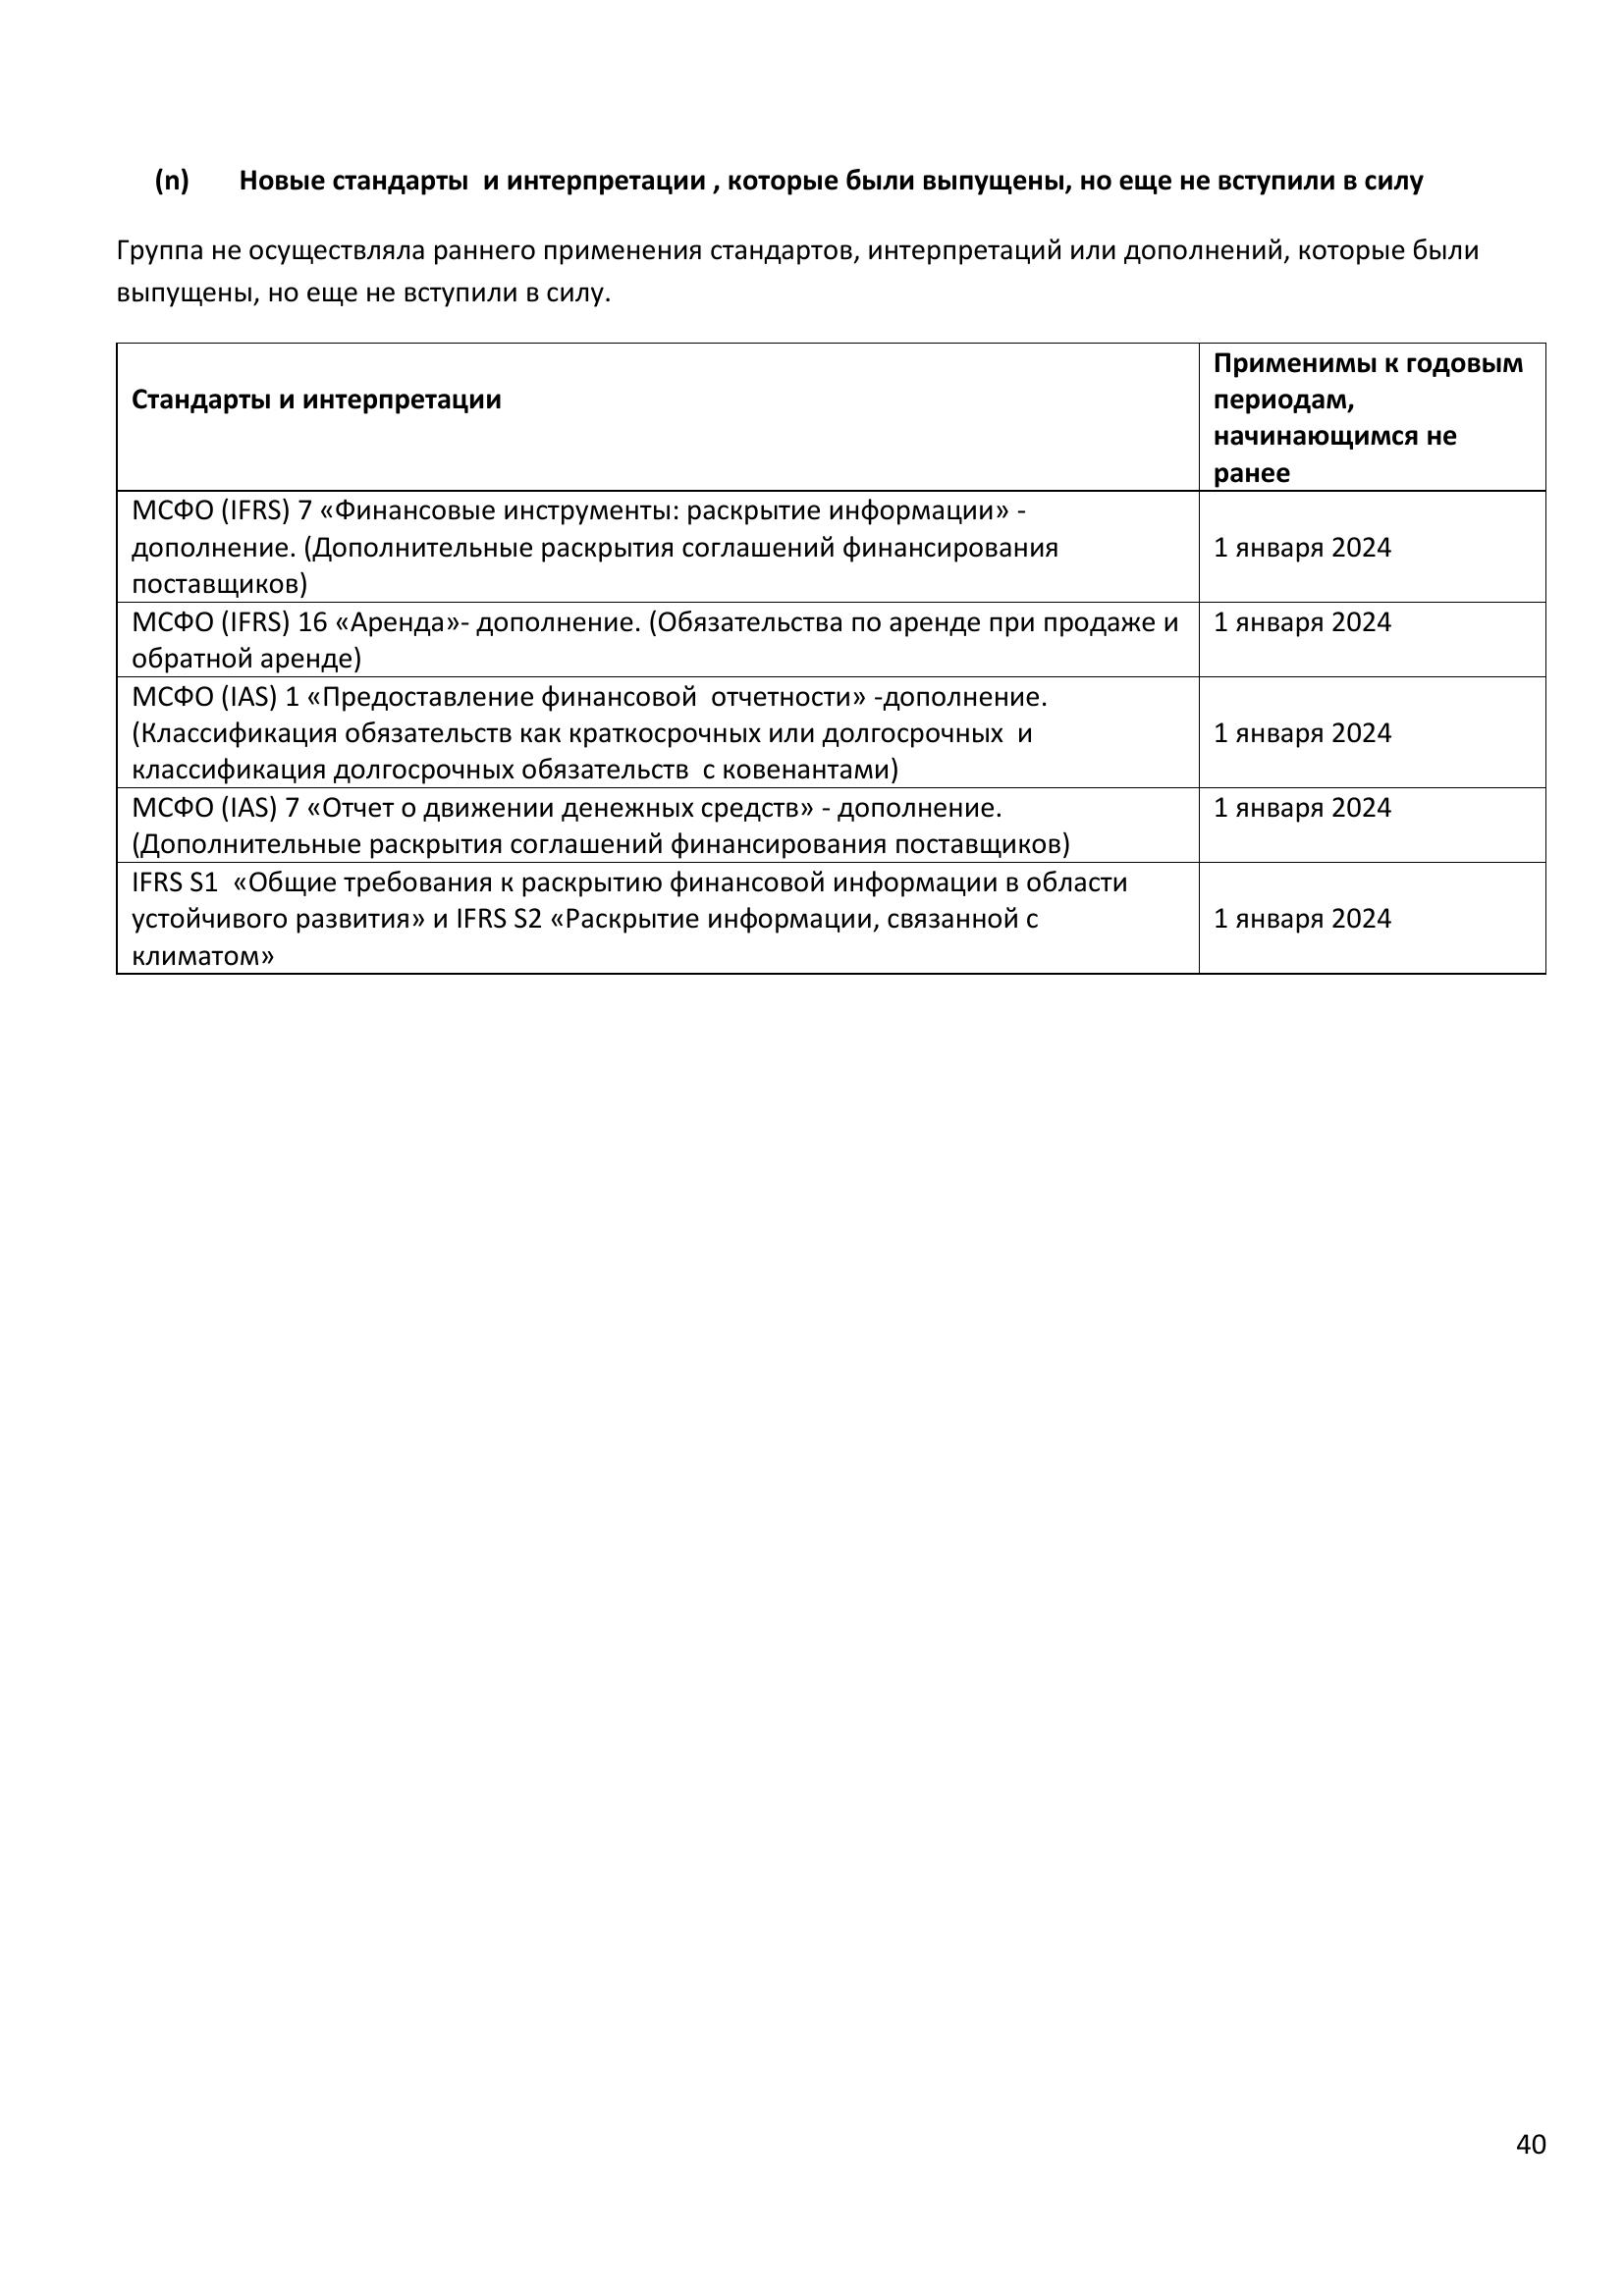 (n) Новые стандарты  и интерпретации , которые были выпущены, но еще не вступили в силу
Группа не осуществляла раннего применения стандартов, интерпретаций или дополнений, которые были
выпущены, но еще не вступили в силу.
Стандарты и интерпретации
Применимы к годовым
периодам,
начинающимся не
ранее
МСФО (IFRS) 7 «Финансовые инструменты: раскрытие информации» -
дополнение. (Дополнительные раскрытия соглашений финансирования
поставщиков)
1 января 2024
МСФО (IFRS) 16 «Аренда»- дополнение. (Обязательства по аренде при продаже и
обратной аренде)
1 января 2024
МСФО (IAS) 1 «Предоставление финансовой  отчетности» -дополнение.
(Классификация обязательств как краткосрочных или долгосрочных  и
классификация долгосрочных обязательств  с ковенантами)
1 января 2024
МСФО (IAS) 7 «Отчет о движении денежных средств» - дополнение.
(Дополнительные раскрытия соглашений финансирования поставщиков)
1 января 2024
IFRS S1  «Общие требования к раскрытию финансовой информации в области
устойчивого развития» и IFRS S2 «Раскрытие информации, связанной с
климатом»
1 января 2024
40